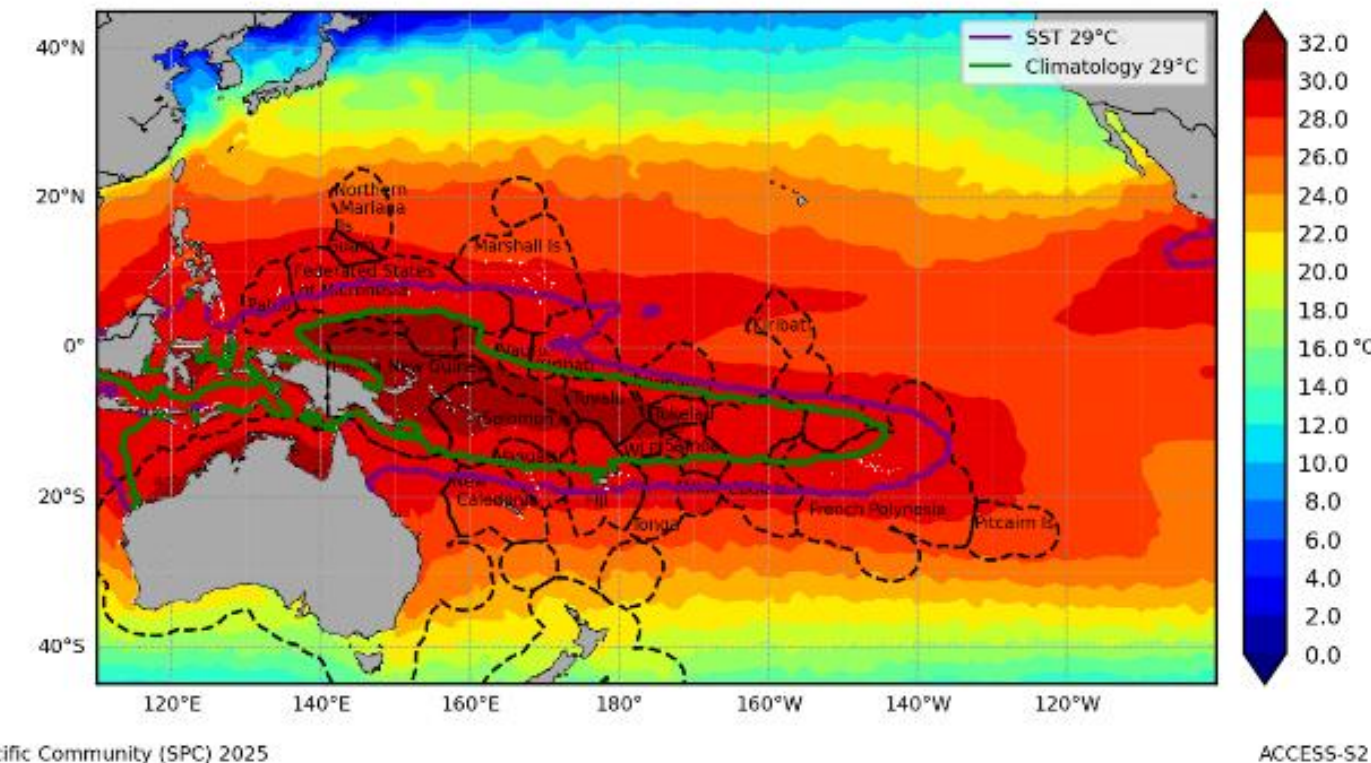 SST 29°C
Climatology 29°C
40°N
20°N
0°
20°S
40°S
120°E
140°E
160°E
180°
160°W
140°W
120°W
32.0
30.0
28.0
26.0
24.0
22.0
20.0
18.0
16.0 °C
14.0
12.0
10.0
8.0
6.0
4.0
2.0
0.0
Northern
Mariana
Is
Guam
Marshall Is
Federated States
of Micronesia
Palau
Kiribati
Nauru
New Guinea
Tuvalu
Solomon
Tokelau
Samoa
Vanuatu
New
Caledonia
Fiji
Tonga
French Polynesia
Pitcairn Is
cific Community (SPC) 2025
ACCESS-S2